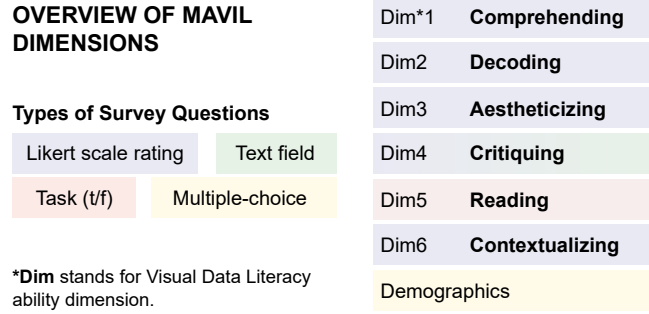 OVERVIEW OF MAVIL
DIMENSIONS
Types of Survey Questions
Likert scale rating
Text field
Task (t/f)
Multiple-choice
*Dim stands for Visual Data Literacy
ability dimension.
Dim*1 Comprehending
Dim2 Decoding
Dim3 Aestheticizing
Dim4 Critiquing
Dim5 Reading
Dim6 Contextualizing
Demographics